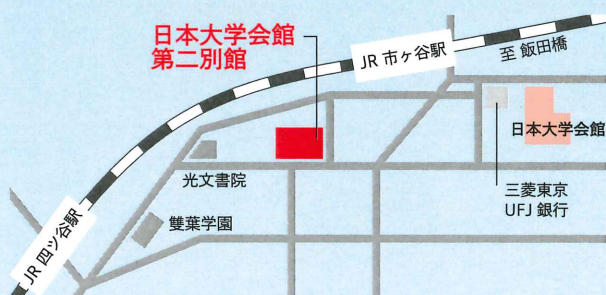 日本大学会館
第二別館
JR 市ヶ谷駅
至 飯田橋
日本大学会館
光文書院
三菱東京
UFJ 銀行
雙葉学園
JR 四ツ谷駅